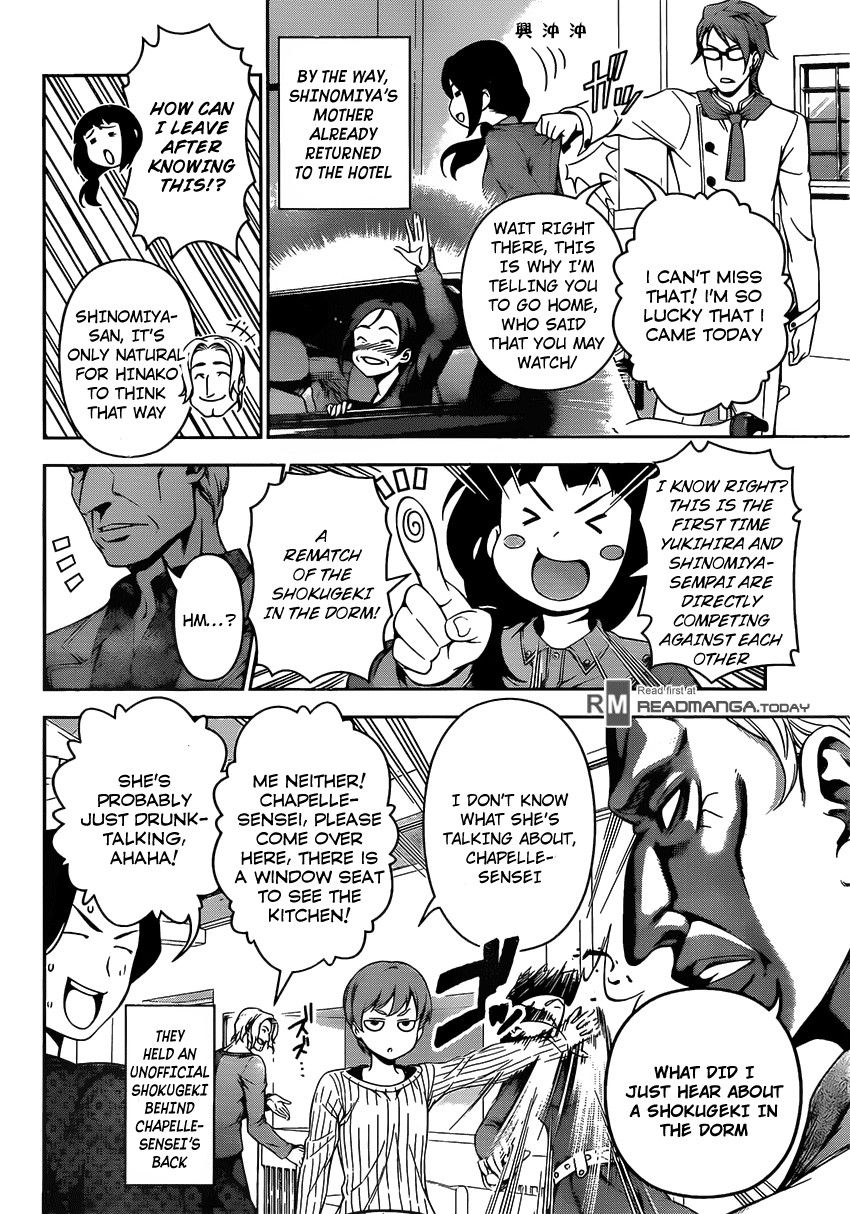 興沖沖
ガッ
I CAN'T MISS
THAT! I'M SO
LUCKY THAT I
CAME TODAY
WAIT RIGHT
THERE, THIS
IS WHY I'M
TELLING YOU
TO GO HOME,
WHO SAID
THAT YOU MAY
WATCH/
BY THE WAY,
SHINOMIYA'S
MOTHER
ALREADY
RETURNED
TO THE HOTEL
HOW CAN
I LEAVE
AFTER
KNOWING
THIS!?
SHINOMIYA-
SAN, IT'S
ONLY NATURAL
FOR HINAKO
TO THINK
THAT WAY
I KNOW RIGHT?
THIS IS THE
FIRST TIME
YUKIHIRA AND
SHINOMIYA-
SEMPAI ARE
DIRECTLY
COMPETING
AGAINST EACH
OTHER
A
REMATCH
OF THE
SHOKUGEKI
IN THE DORM!
HM...?
RM
Read first at
READMANGA.TODAY
WHAT DID I
JUST HEAR ABOUT
A SHOKUGEKI IN
THE DORM
I DON'T KNOW
WHAT SHE'S
TALKING ABOUT,
CHAPELLE-
SENSEI
ゴッ
ME NEITHER!
CHAPELLE-
SENSEI, PLEASE
COME OVER
HERE, THERE IS
A WINDOW SEAT
TO SEE THE
KITCHEN!
SHE'S
PROBABLY
JUST DRUNK-
TALKING,
AHAHA!
THEY
HELD AN
UNOFFICIAL
SHOKUGEKI
BEHIND
CHAPELLE-
SENSEI'S
BACK